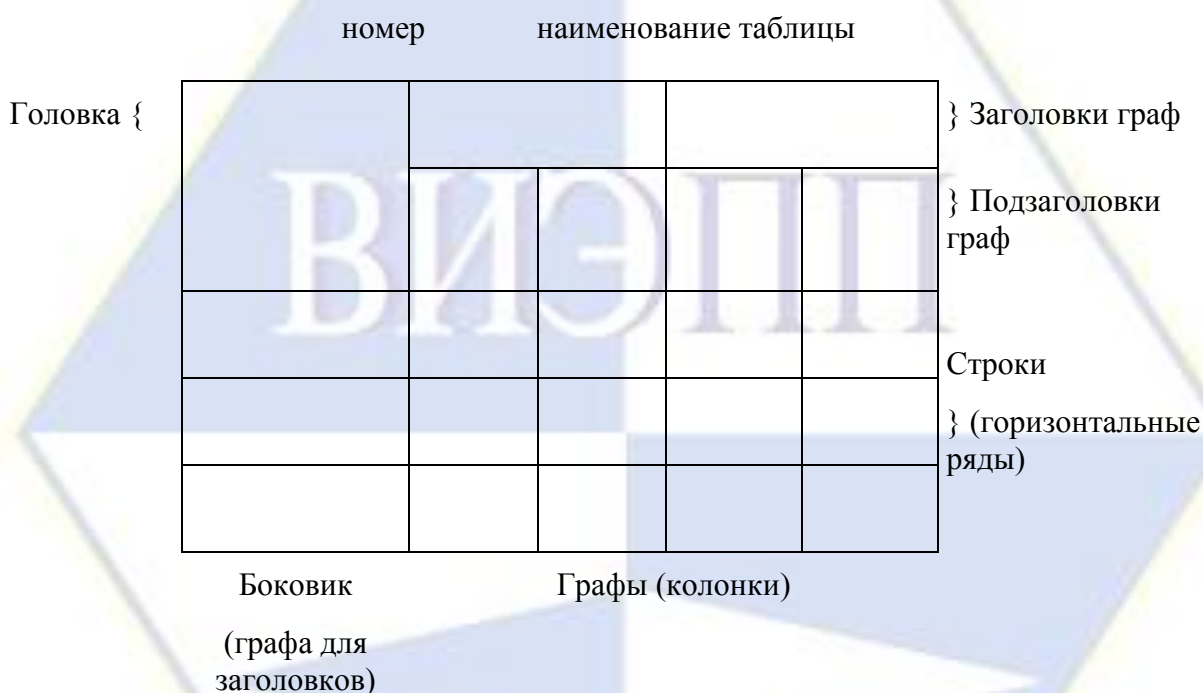 номер наименование таблицы
Головка {
} Заголовки граф
} Подзаголовки
граф
ВИЭПП
Строки
} (горизонтальные
ряды)
Боковик
Графы (колонки)
(графа для
заголовков)